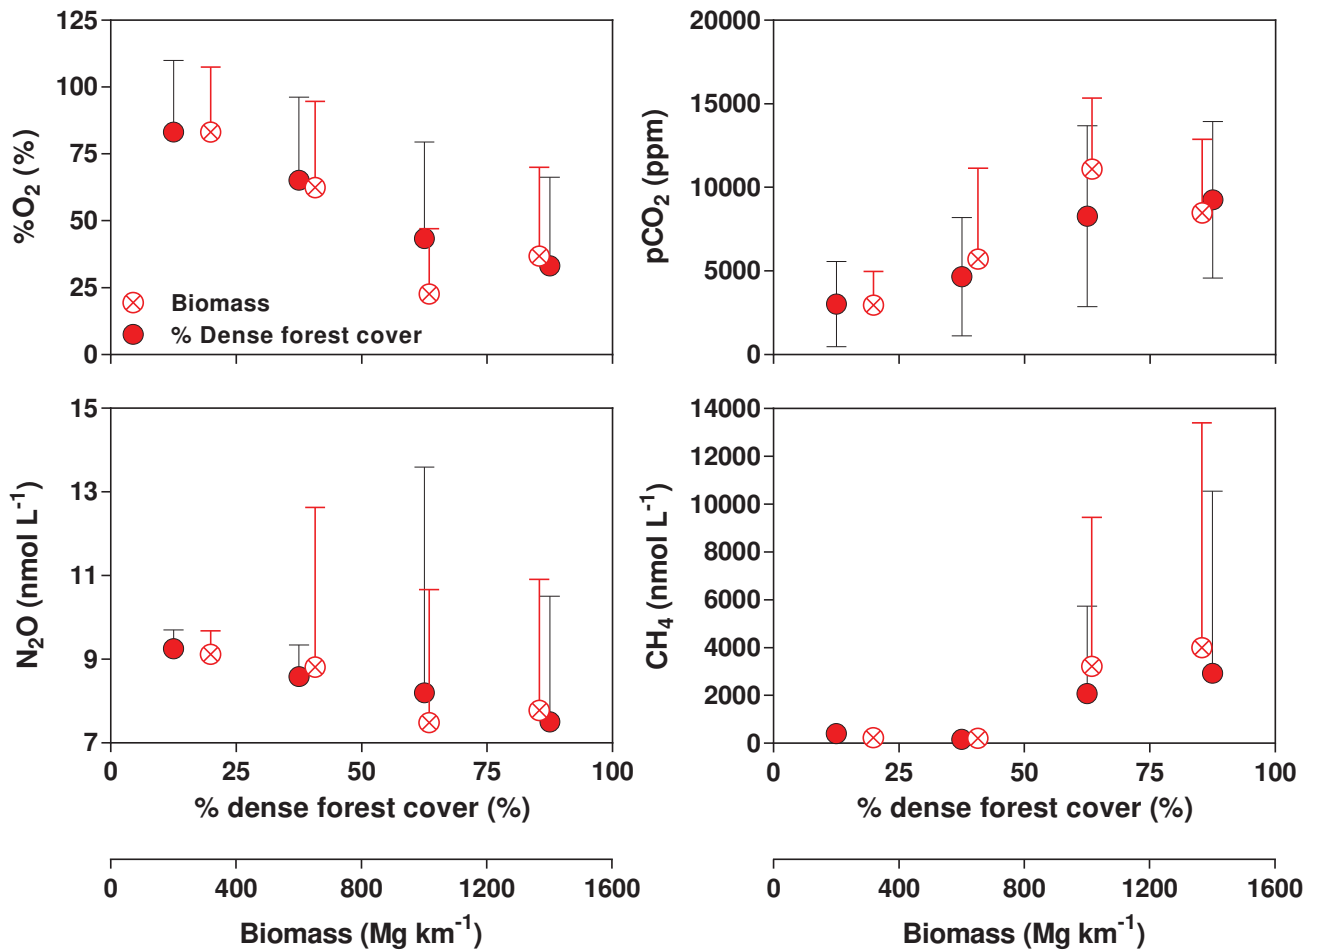 125
100
75
50
25
0
%O2 (%)
Biomass
% Dense forest cover
20000
15000
10000
5000
0
pCO2 (ppm)
15
13
11
9
7
N2O (nmol L-1)
0 25 50 75 100
% dense forest cover (%)
0 400 800 1200 1600
Biomass (Mg km-1)
14000
12000
10000
8000
6000
4000
2000
0
CH4 (nmol L-1)
0 25 50 75 100
% dense forest cover (%)
0 400 800 1200 1600
Biomass (Mg km-1)